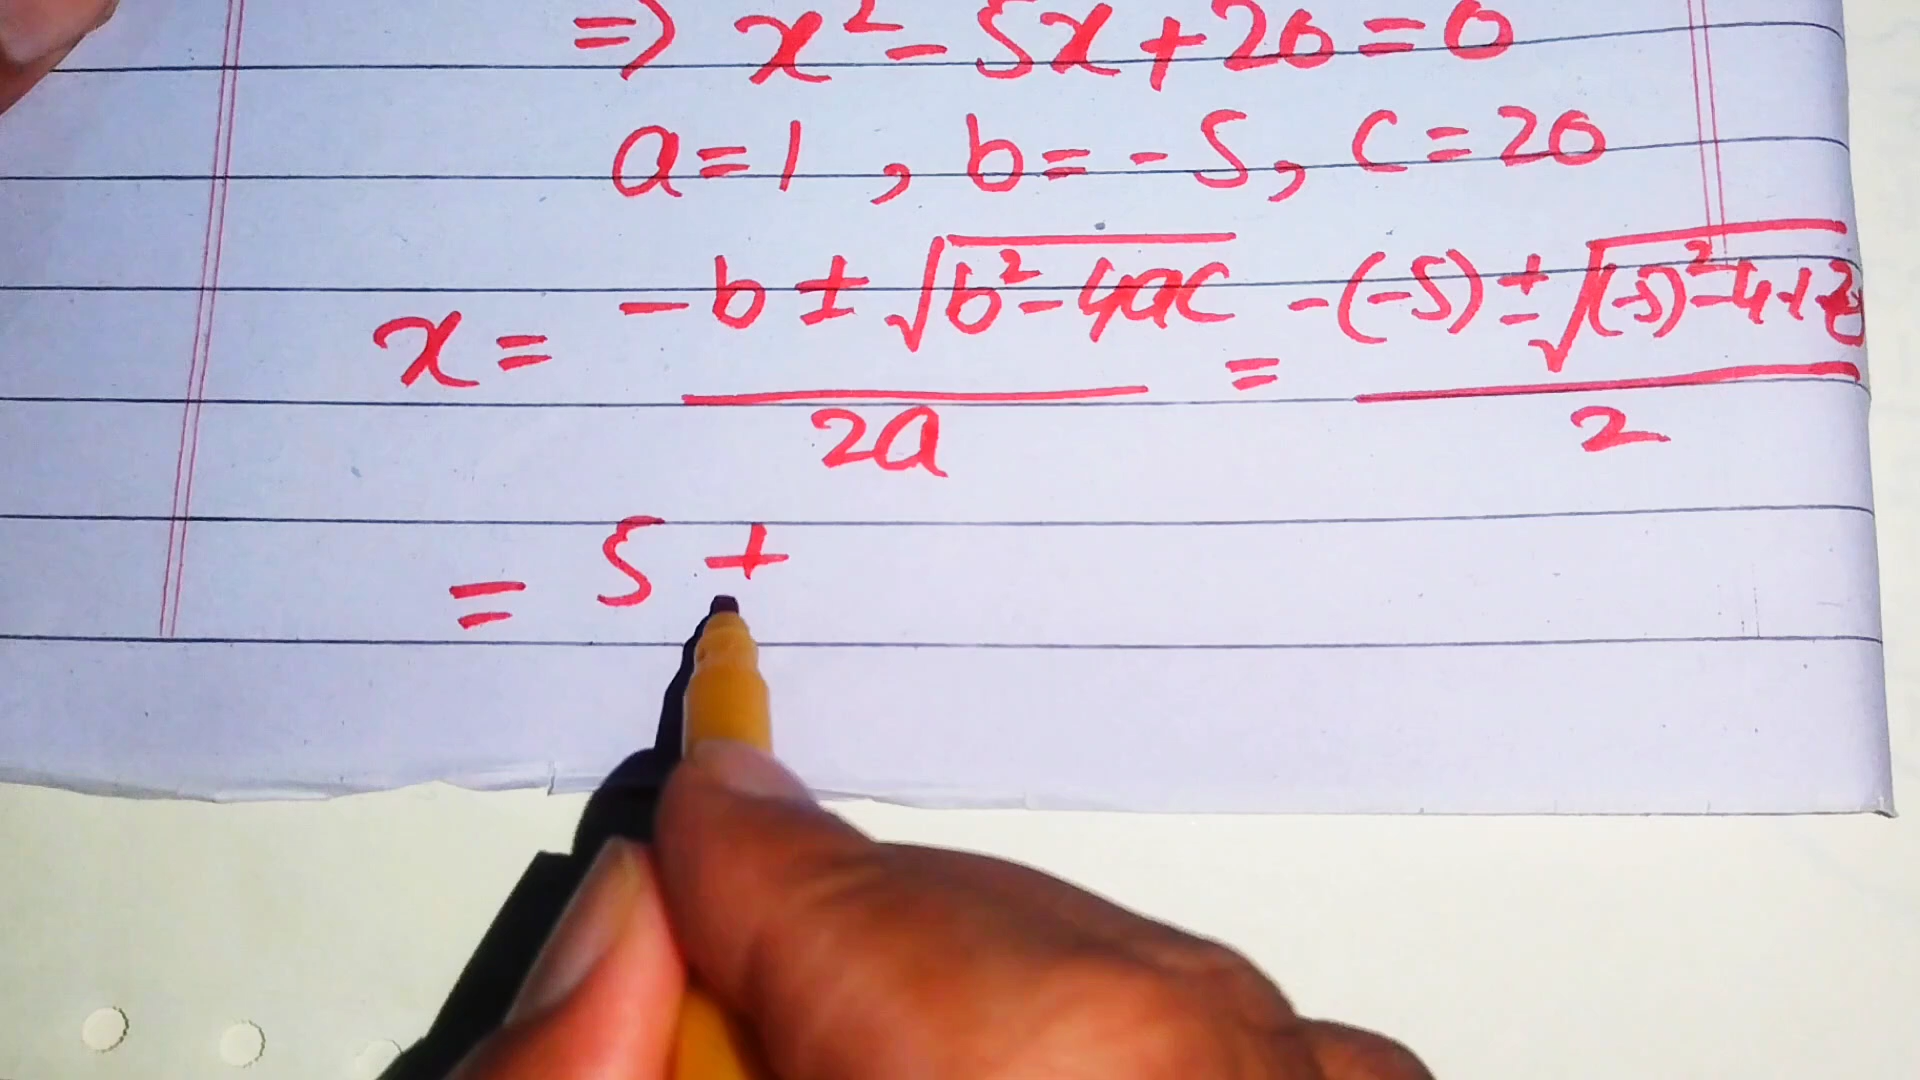 ⇒ x² - 5x + 20 = 0
a = 1 , b = -5, c = 20
x = -b ± √b² - 4ac / 2a = -(-5) ± √(-5)² - 4·1·20 / 2
= 5 +